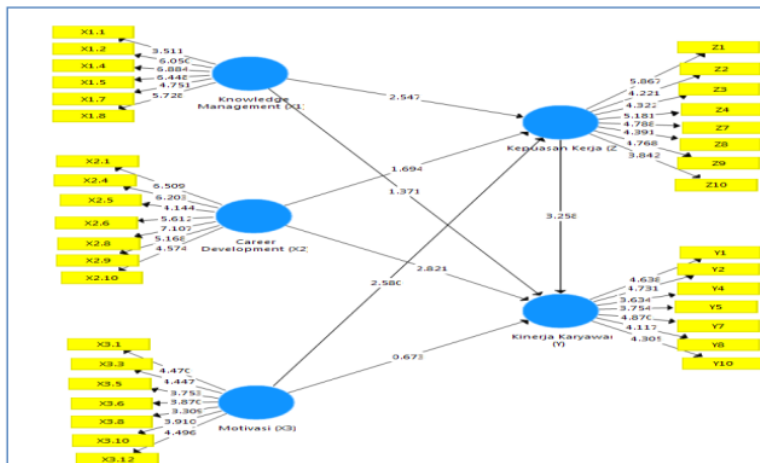 X1.1
X1.2
X1.4
X1.5
X1.7
X1.8
3.511
6.050
6.884
6.448
4.751
5.728
Knowledge
Management (X1
X2.1
X2.4
X2.5
X2.6
X2.8
X2.9
X2.10
6.509
6.203
4.144
5.612
7.107
5.168
4.574
Career
Development (X2)
X3.1
X3.3
X3.5
X3.6
X3.8
X3.10
X3.12
4.470
4.447
3.753
3.870
3.309
3.910
4.496
Motivasi (X3)
2.547
1.694
1.371
2.580
2.821
0.673
3.258
Z1
Z2
Z3
Z4
Z7
Z8
Z9
Z10
5.867
4.221
4.322
5.181
4.788
4.391
4.768
3.842
Kepuasan Kerja (Z
Y1
Y2
Y4
Y5
Y7
Y8
Y10
4.638
4.731
3.634
3.754
4.870
4.117
4.305
Kinerja Karyawan
(Y)